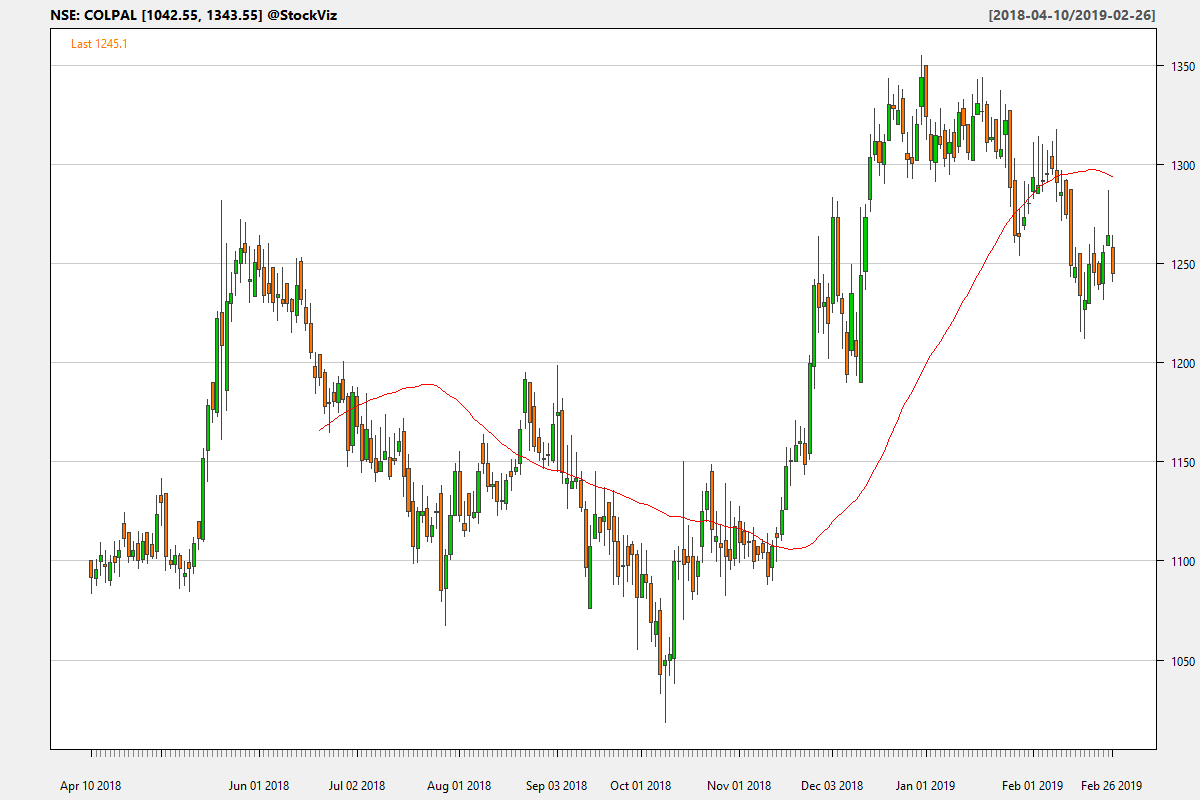 NSE: COLPAL [1042.55, 1343.55] @StockViz
[2018-04-10/2019-02-26]
Last 1245.1
1350
1300
1250
1200
1150
1100
1050
Apr 10 2018 Jun 01 2018 Jul 02 2018 Aug 01 2018 Sep 03 2018 Oct 01 2018 Nov 01 2018 Dec 03 2018 Jan 01 2019 Feb 01 2019 Feb 26 2019